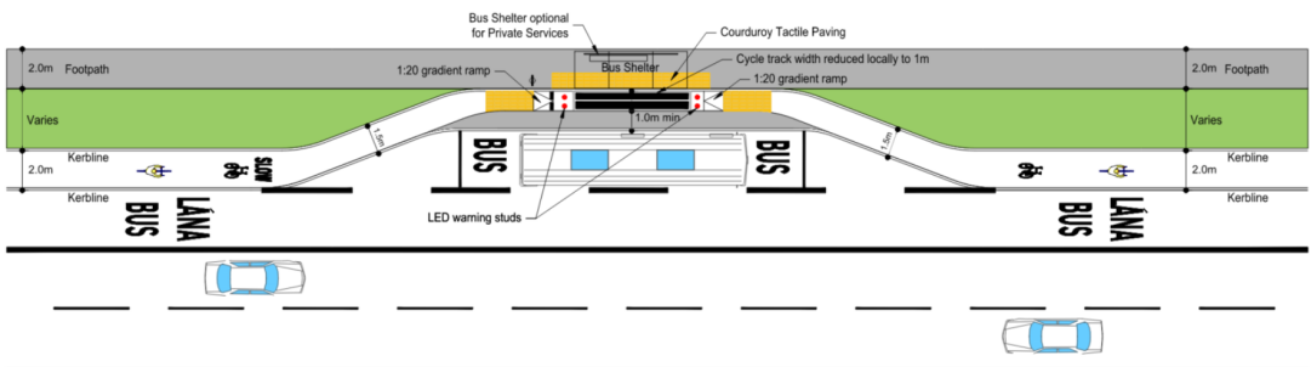 Bus Shelter optional
for Private Services
Courduroy Tactile Paving
Cycle track width reduced locally to 1m
2.0m Footpath
1:20 gradient ramp
Bus Shelter
1:20 gradient ramp
2.0m Footpath
Varies
1.0m min
Varies
1.5m
1.5m
Kerbline
BUS
BUS
Kerbline
2.0m
SLOW
2.0m
Kerbline
Kerbline
LED warning studs
LÁNA
BUS
LÁNA
BUS